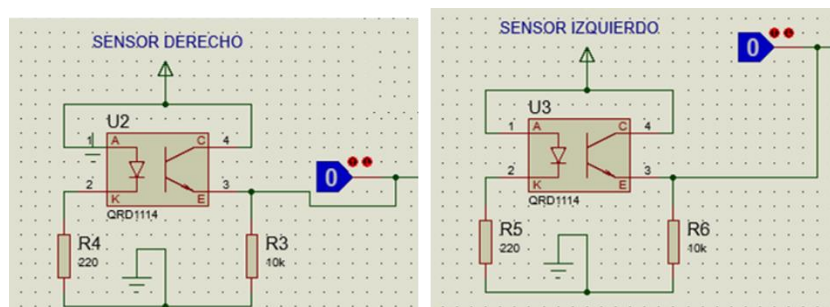 SENSOR DERECHO
U2
1
A
C
4
2
K
E
3
QRD1114
0
R4
220
R3
10k
SENSOR IZQUIERDO
0
U3
1
A
C
4
2
K
E
3
QRD1114
R5
220
R6
10k